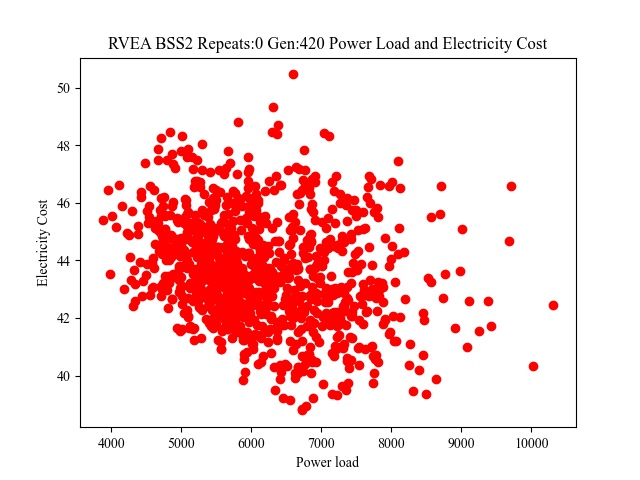 RVEA BSS2 Repeats:0 Gen:420 Power Load and Electricity Cost
50
48
46
44
42
40
Electricity Cost
4000 5000 6000 7000 8000 9000 10000
Power load